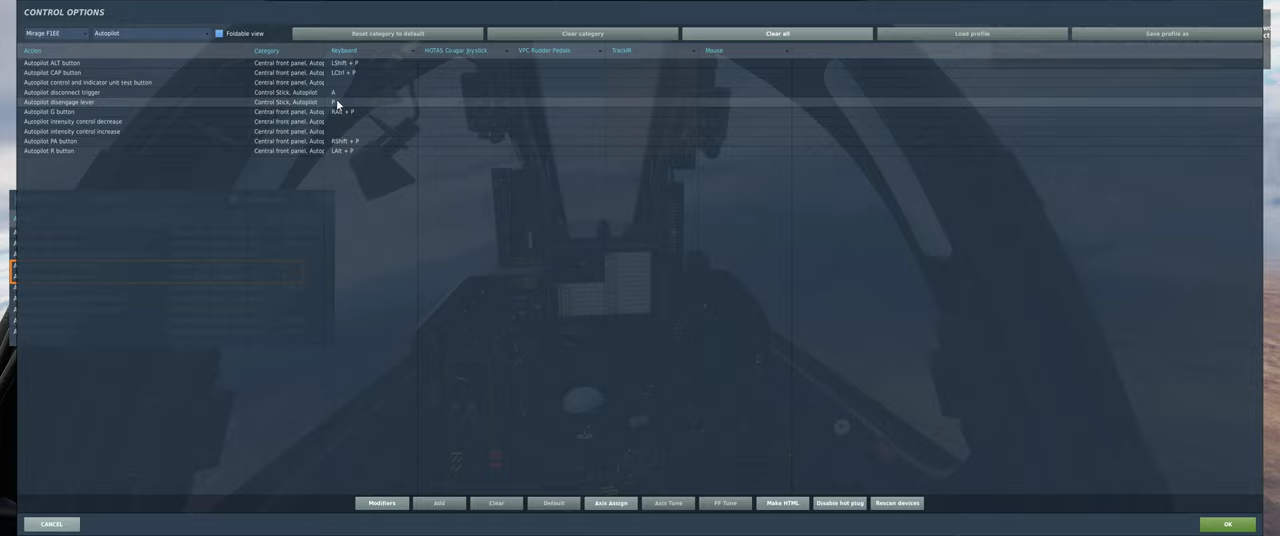 CONTROL OPTIONS
Mirage F1EE Autopilot Foldable view Reset category to default Clear category Clear all Load profile Save profile as
Action Category Keyboard HOTAS Cougar Joystick VPC Rudder Pedals TrackIR Mouse
Autopilot ALT button Central front panel, Autop LShift + P
Autopilot CAP button Central front panel, Autop LCtrl + P
Autopilot control and indicator unit test button Central front panel, Autop
Autopilot disconnect trigger Control Stick, Autopilot A
Autopilot disengage lever Control Stick, Autopilot P
Autopilot G button Central front panel, Autop RAlt + P
Autopilot intensity control decrease Central front panel, Autop
Autopilot intensity control increase Central front panel, Autop
Autopilot PA button Central front panel, Autop RShift + P
Autopilot R button Central front panel, Autop LAlt + P
Modifiers Add Clear Default Axis Assign Axis Tune FF Tune Make HTML Disable hot plug Rescan devices
CANCEL OK